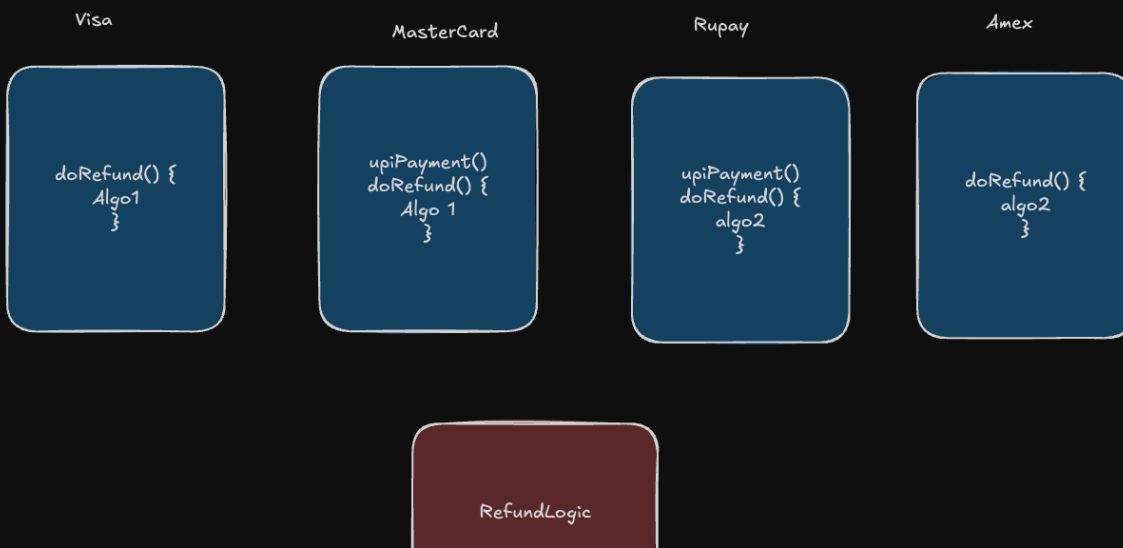 Visa
MasterCard
Rupay
Amex
doRefund() {
Algo1
}
upiPayment()
doRefund() {
Algo 1
}
upiPayment()
doRefund() {
algo2
}
doRefund() {
algo2
}
RefundLogic